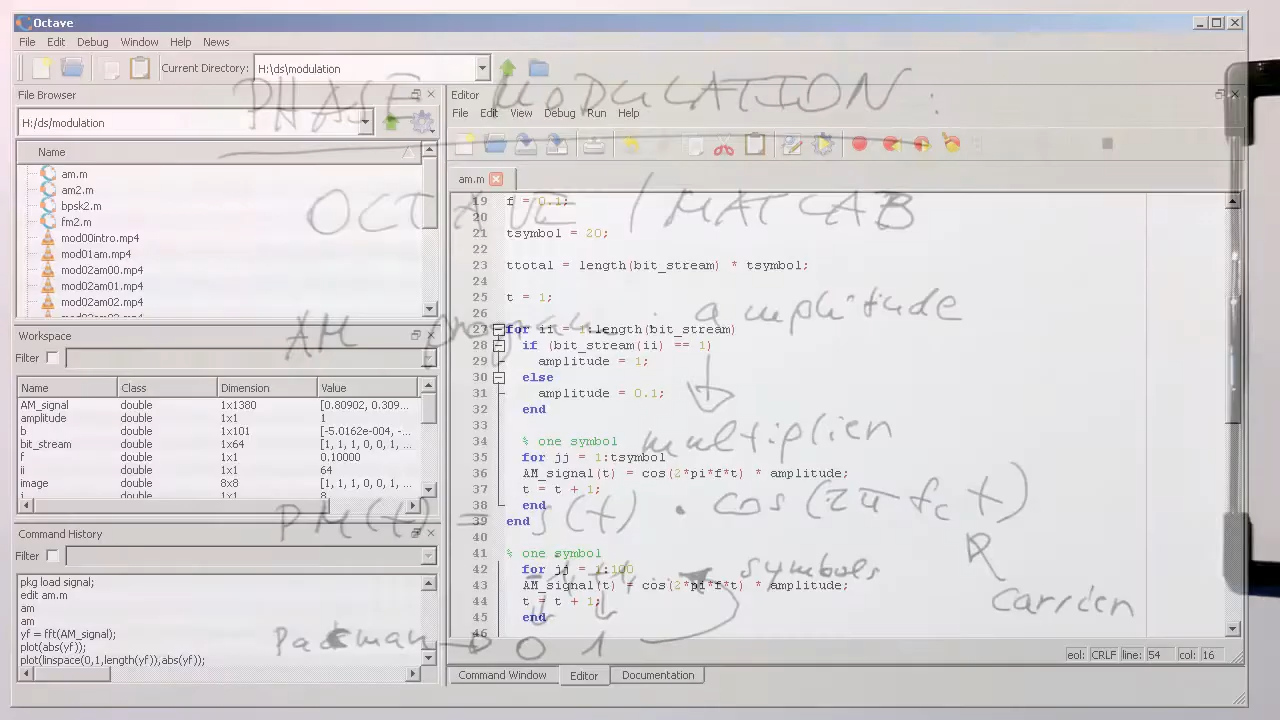 Octave
File Edit Debug Window Help News
Current Directory: H:\ds\modulation
File Browser
H:/ds/modulation
Name
am.m
am2.m
bpsk2.m
fm2.m
mod00intro.mp4
mod01am.mp4
mod02am00.mp4
mod02am01.mp4
mod02am02.mp4
Workspace
Filter
Name Class Dimension Value
AM_signal double 1x1380 [0.80902, 0.309...
amplitude double 1x1 1
b double 1x101 [-5.0162e-004, -...
bit_stream double 1x64 [1, 1, 1, 0, 0, 1,...
f double 1x1 0.10000
ii double 1x1 64
image double 8x8 [1, 1, 1, 0, 0, 1,...
j double 1x1 8
Command History
Filter
pkg load signal;
edit am.m
am
yf = fft(AM_signal);
plot(abs(yf));
plot(linspace(0,1,length(yf)),abs(yf));
Editor
File Edit View Debug Run Help
am.m
19 f = 0.1;
20
21 tsymbol = 20;
22
23 ttotal = length(bit_stream) * tsymbol;
24
25 t = 1;
26
27 for ii = 1:length(bit_stream)
28 if (bit_stream(ii) == 1)
29 amplitude = 1;
30 else
31 amplitude = 0.1;
32 end
33
34 % one symbol
35 for jj = 1:tsymbol
36 AM_signal(t) = cos(2*pi*f*t) * amplitude;
37 t = t + 1;
38 end
39 end
40
41 % one symbol
42 for jj = 1:100
43 AM_signal(t) = cos(2*pi*f*t) * amplitude;
44 t = t + 1;
45 end
46
eol: CRLF line: 54 col: 16
Command Window Editor Documentation
PHASE MODULATION:
OCTAVE / MATLAB
AM program: amplitude
multiplier
PM(t) = s(t) · cos(2π fc t)
-1 +1 symbols
carrier
Packman → 0 1